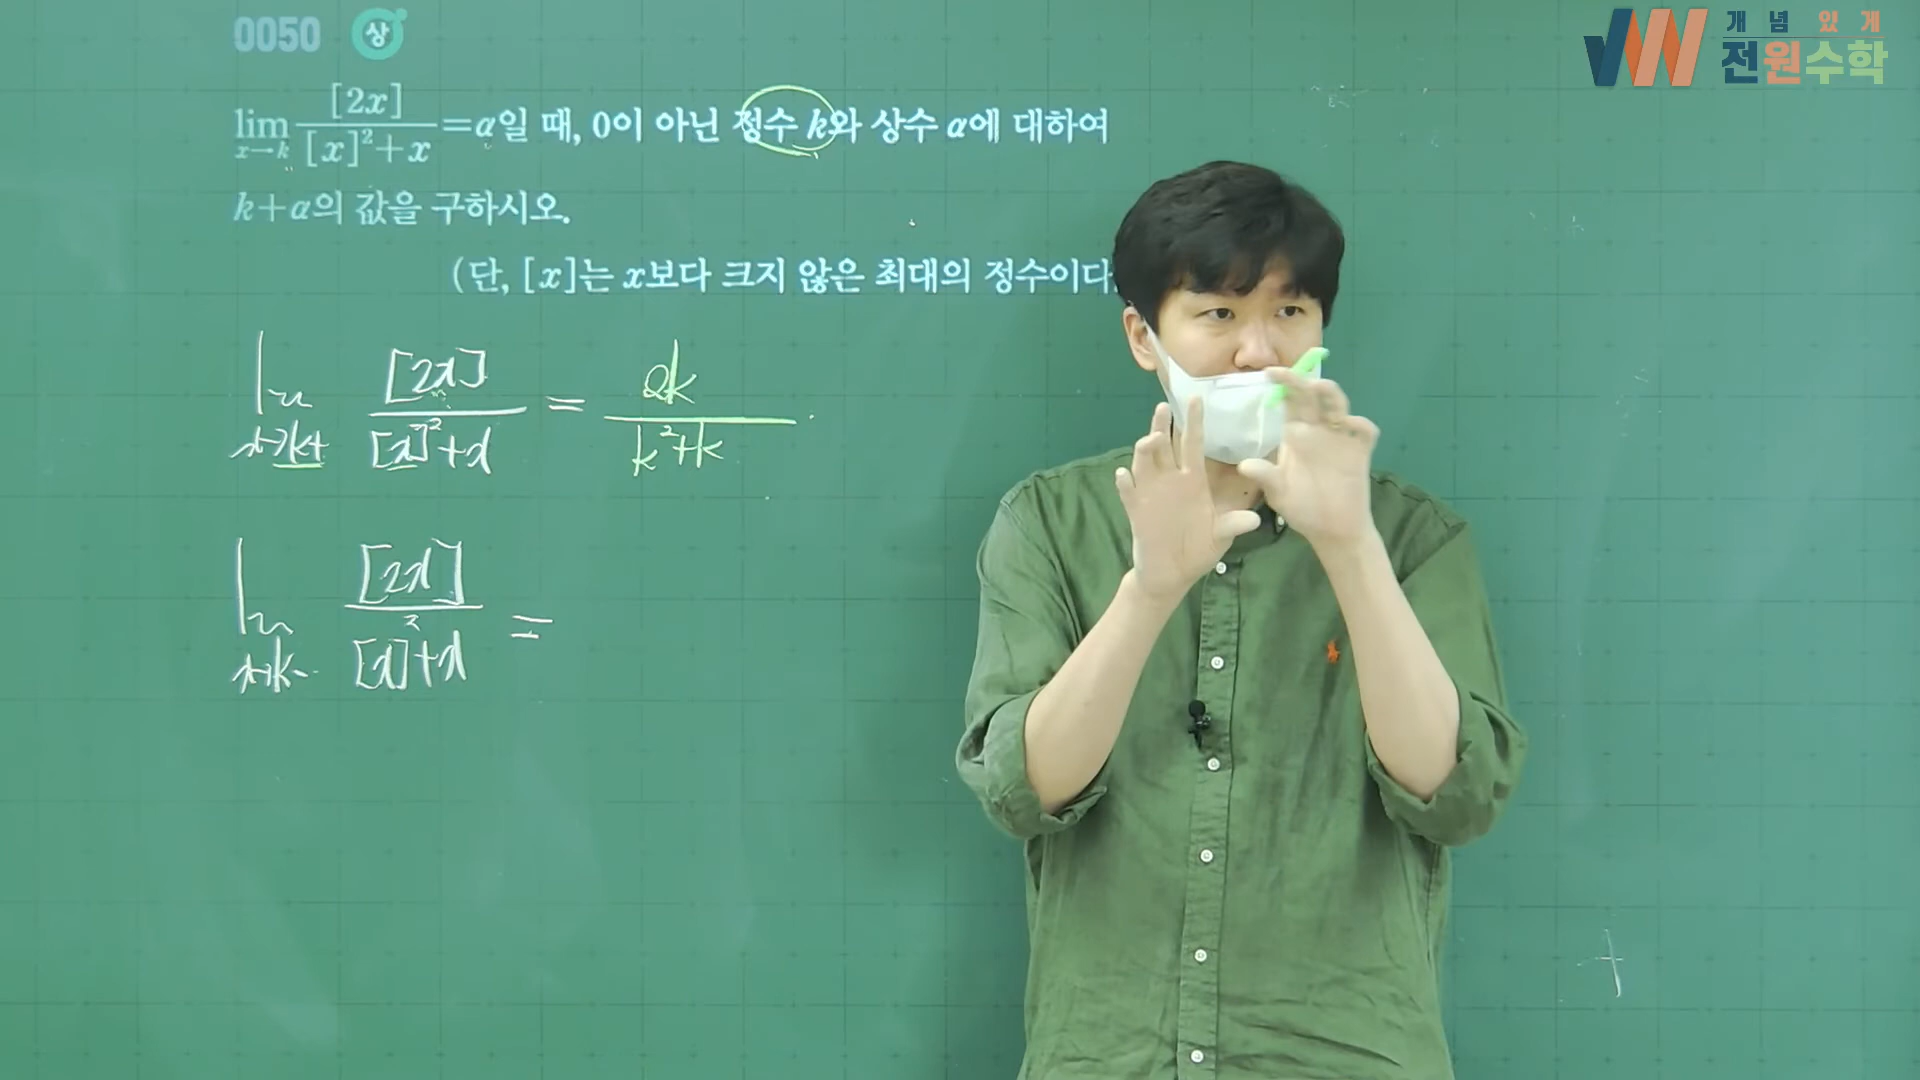 개념있게
전원수학
0050 상
lim x→k [2x] / [x]²+x =α일 때, 0이 아닌 정수 k와 상수 α에 대하여
k+α의 값을 구하시오.
(단, [x]는 x보다 크지 않은 최대의 정수이다.
lim x→k+ [2x] / [x]²+x = 2k / k²+k
lim x→k- [2x] / [x]²+x =